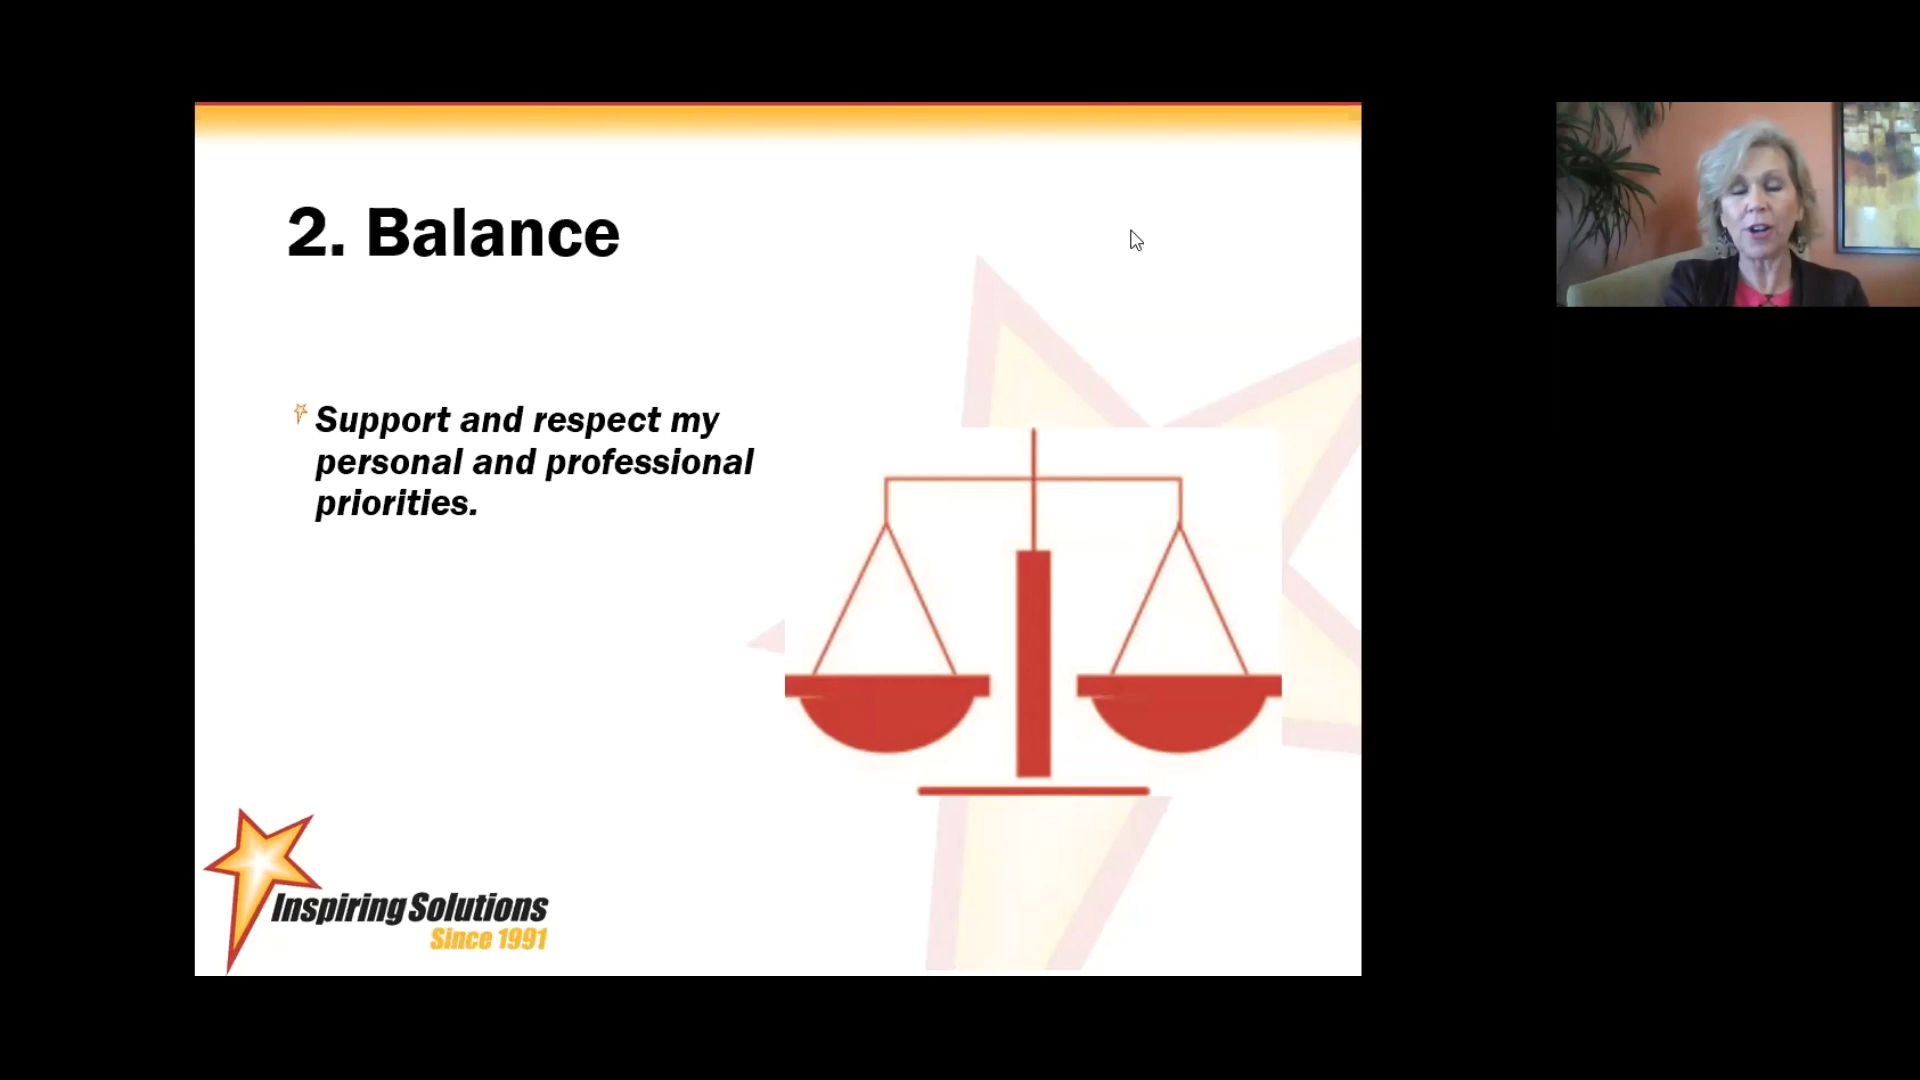 2. Balance
Support and respect my
personal and professional
priorities.
Inspiring Solutions
Since 1991